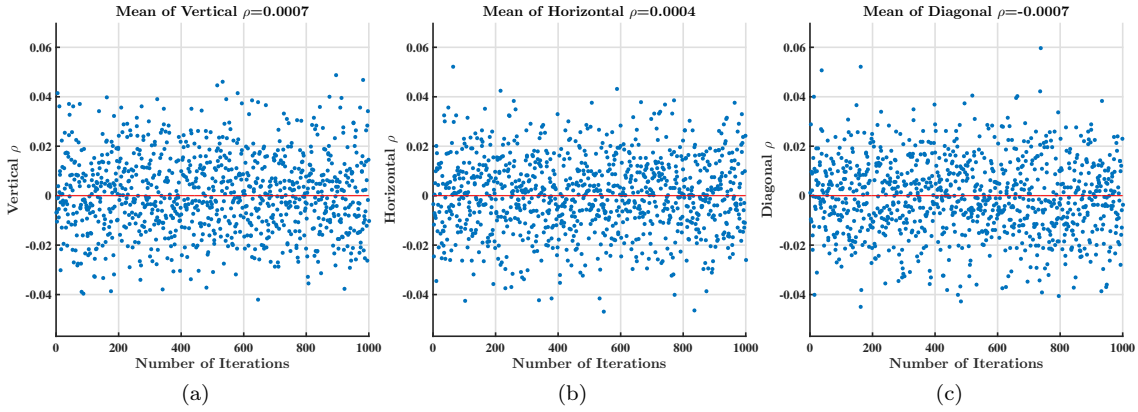 Mean of Vertical ρ=0.0007
0.06
0.04
0.02
0
-0.02
-0.04
Vertical ρ
0 200 400 600 800 1000
Number of Iterations
(a)
Mean of Horizontal ρ=0.0004
0.06
0.04
0.02
0
-0.02
-0.04
Horizontal ρ
0 200 400 600 800 1000
Number of Iterations
(b)
Mean of Diagonal ρ=-0.0007
0.06
0.04
0.02
0
-0.02
-0.04
Diagonal ρ
0 200 400 600 800 1000
Number of Iterations
(c)